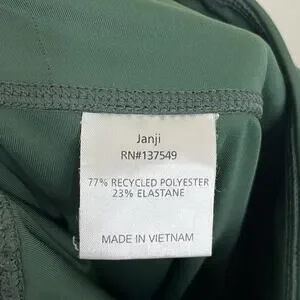 Janji
RN#137549
77% RECYCLED POLYESTER
23% ELASTANE
MADE IN VIETNAM